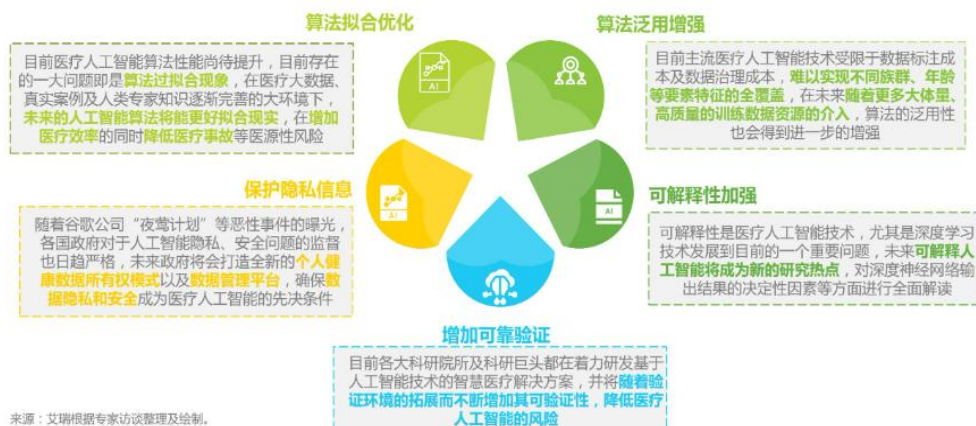 算法拟合优化
目前医疗人工智能算法性能尚待提升，目前存在
的一大问题即是算法过拟合现象，在医疗大数据、
真实案例及人类专家知识逐渐完善的大环境下，
未来的人工智能算法将能更好拟合现实，在增加
医疗效率的同时降低医疗事故等医源性风险
算法泛用增强
目前主流医疗人工智能技术受限于数据标注成
本及数据治理成本，难以实现不同族群、年龄
等要素特征的全覆盖，在未来随着更多大体量、
高质量的训练数据资源的介入，算法的泛用性
也会得到进一步的增强
AI
保护隐私信息
随着谷歌公司“夜莺计划”等恶性事件的曝光，
各国政府对于人工智能隐私、安全问题的监督
也日趋严格，未来政府将会打造全新的个人健
康数据所有权模式以及数据管理平台，确保数
据隐私和安全成为医疗人工智能的先决条件
AI
AI
可解释性加强
可解释性是医疗人工智能技术，尤其是深度学习
技术发展到目前的一个重要问题，未来可解释人
工智能将成为新的研究热点，对深度神经网络输
出结果的决定性因素等方面进行全面解读
增加可靠验证
目前各大科研院所及科研巨头都在着力研发基于
人工智能技术的智慧医疗解决方案，并将随着验
证环境的拓展而不断增加其可验证性，降低医疗
人工智能的风险
来源：艾瑞根据专家访谈整理及绘制。